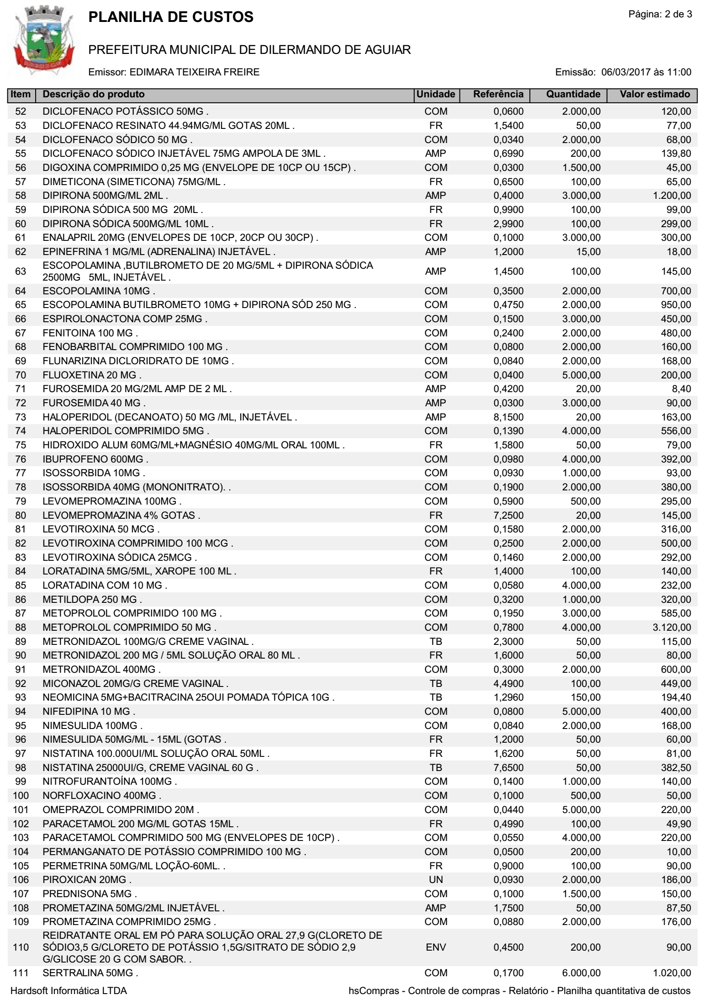 PLANILHA DE CUSTOS
Página: 2 de 3
PREFEITURA MUNICIPAL DE DILERMANDO DE AGUIAR
Emissor: EDIMARA TEIXEIRA FREIRE
Emissão: 06/03/2017 às 11:00
Item Descrição do produto Unidade Referência Quantidade Valor estimado
52 DICLOFENACO POTÁSSICO 50MG . COM 0,0600 2.000,00 120,00
53 DICLOFENACO RESINATO 44.94MG/ML GOTAS 20ML . FR 1,5400 50,00 77,00
54 DICLOFENACO SÓDICO 50 MG . COM 0,0340 2.000,00 68,00
55 DICLOFENACO SÓDICO INJETÁVEL 75MG AMPOLA DE 3ML . AMP 0,6990 200,00 139,80
56 DIGOXINA COMPRIMIDO 0,25 MG (ENVELOPE DE 10CP OU 15CP) . COM 0,0300 1.500,00 45,00
57 DIMETICONA (SIMETICONA) 75MG/ML . FR 0,6500 100,00 65,00
58 DIPIRONA 500MG/ML 2ML . AMP 0,4000 3.000,00 1.200,00
59 DIPIRONA SÓDICA 500 MG 20ML . FR 0,9900 100,00 99,00
60 DIPIRONA SÓDICA 500MG/ML 10ML . FR 2,9900 100,00 299,00
61 ENALAPRIL 20MG (ENVELOPES DE 10CP, 20CP OU 30CP) . COM 0,1000 3.000,00 300,00
62 EPINEFRINA 1 MG/ML (ADRENALINA) INJETÁVEL . AMP 1,2000 15,00 18,00
ESCOPOLAMINA ,BUTILBROMETO DE 20 MG/5ML + DIPIRONA SÓDICA
63 2500MG 5ML, INJETÁVEL . AMP 1,4500 100,00 145,00
64 ESCOPOLAMINA 10MG . COM 0,3500 2.000,00 700,00
65 ESCOPOLAMINA BUTILBROMETO 10MG + DIPIRONA SÓD 250 MG . COM 0,4750 2.000,00 950,00
66 ESPIROLONACTONA COMP 25MG . COM 0,1500 3.000,00 450,00
67 FENITOINA 100 MG . COM 0,2400 2.000,00 480,00
68 FENOBARBITAL COMPRIMIDO 100 MG . COM 0,0800 2.000,00 160,00
69 FLUNARIZINA DICLORIDRATO DE 10MG . COM 0,0840 2.000,00 168,00
70 FLUOXETINA 20 MG . COM 0,0400 5.000,00 200,00
71 FUROSEMIDA 20 MG/2ML AMP DE 2 ML . AMP 0,4200 20,00 8,40
72 FUROSEMIDA 40 MG . AMP 0,0300 3.000,00 90,00
73 HALOPERIDOL (DECANOATO) 50 MG /ML, INJETÁVEL . AMP 8,1500 20,00 163,00
74 HALOPERIDOL COMPRIMIDO 5MG . COM 0,1390 4.000,00 556,00
75 HIDROXIDO ALUM 60MG/ML+MAGNÉSIO 40MG/ML ORAL 100ML . FR 1,5800 50,00 79,00
76 IBUPROFENO 600MG . COM 0,0980 4.000,00 392,00
77 ISOSSORBIDA 10MG . COM 0,0930 1.000,00 93,00
78 ISOSSORBIDA 40MG (MONONITRATO). . COM 0,1900 2.000,00 380,00
79 LEVOMEPROMAZINA 100MG . COM 0,5900 500,00 295,00
80 LEVOMEPROMAZINA 4% GOTAS . FR 7,2500 20,00 145,00
81 LEVOTIROXINA 50 MCG . COM 0,1580 2.000,00 316,00
82 LEVOTIROXINA COMPRIMIDO 100 MCG . COM 0,2500 2.000,00 500,00
83 LEVOTIROXINA SÓDICA 25MCG . COM 0,1460 2.000,00 292,00
84 LORATADINA 5MG/5ML, XAROPE 100 ML . FR 1,4000 100,00 140,00
85 LORATADINA COM 10 MG . COM 0,0580 4.000,00 232,00
86 METILDOPA 250 MG . COM 0,3200 1.000,00 320,00
87 METOPROLOL COMPRIMIDO 100 MG . COM 0,1950 3.000,00 585,00
88 METOPROLOL COMPRIMIDO 50 MG . COM 0,7800 4.000,00 3.120,00
89 METRONIDAZOL 100MG/G CREME VAGINAL . TB 2,3000 50,00 115,00
90 METRONIDAZOL 200 MG / 5ML SOLUÇÃO ORAL 80 ML . FR 1,6000 50,00 80,00
91 METRONIDAZOL 400MG . COM 0,3000 2.000,00 600,00
92 MICONAZOL 20MG/G CREME VAGINAL . TB 4,4900 100,00 449,00
93 NEOMICINA 5MG+BACITRACINA 25OUI POMADA TÓPICA 10G . TB 1,2960 150,00 194,40
94 NIFEDIPINA 10 MG . COM 0,0800 5.000,00 400,00
95 NIMESULIDA 100MG . COM 0,0840 2.000,00 168,00
96 NIMESULIDA 50MG/ML - 15ML (GOTAS . FR 1,2000 50,00 60,00
97 NISTATINA 100.000UI/ML SOLUÇÃO ORAL 50ML . FR 1,6200 50,00 81,00
98 NISTATINA 25000UI/G, CREME VAGINAL 60 G . TB 7,6500 50,00 382,50
99 NITROFURANTOÍNA 100MG . COM 0,1400 1.000,00 140,00
100 NORFLOXACINO 400MG . COM 0,1000 500,00 50,00
101 OMEPRAZOL COMPRIMIDO 20M . COM 0,0440 5.000,00 220,00
102 PARACETAMOL 200 MG/ML GOTAS 15ML . FR 0,4990 100,00 49,90
103 PARACETAMOL COMPRIMIDO 500 MG (ENVELOPES DE 10CP) . COM 0,0550 4.000,00 220,00
104 PERMANGANATO DE POTÁSSIO COMPRIMIDO 100 MG . COM 0,0500 200,00 10,00
105 PERMETRINA 50MG/ML LOÇÃO-60ML. . FR 0,9000 100,00 90,00
106 PIROXICAN 20MG . UN 0,0930 2.000,00 186,00
107 PREDNISONA 5MG . COM 0,1000 1.500,00 150,00
108 PROMETAZINA 50MG/2ML INJETÁVEL . AMP 1,7500 50,00 87,50
109 PROMETAZINA COMPRIMIDO 25MG . COM 0,0880 2.000,00 176,00
REIDRATANTE ORAL EM PÓ PARA SOLUÇÃO ORAL 27,9 G(CLORETO DE
110 SÓDIO3,5 G/CLORETO DE POTÁSSIO 1,5G/SITRATO DE SÓDIO 2,9 ENV 0,4500 200,00 90,00
G/GLICOSE 20 G COM SABOR. .
111 SERTRALINA 50MG . COM 0,1700 6.000,00 1.020,00
Hardsoft Informática LTDA
hsCompras - Controle de compras - Relatório - Planilha quantitativa de custos